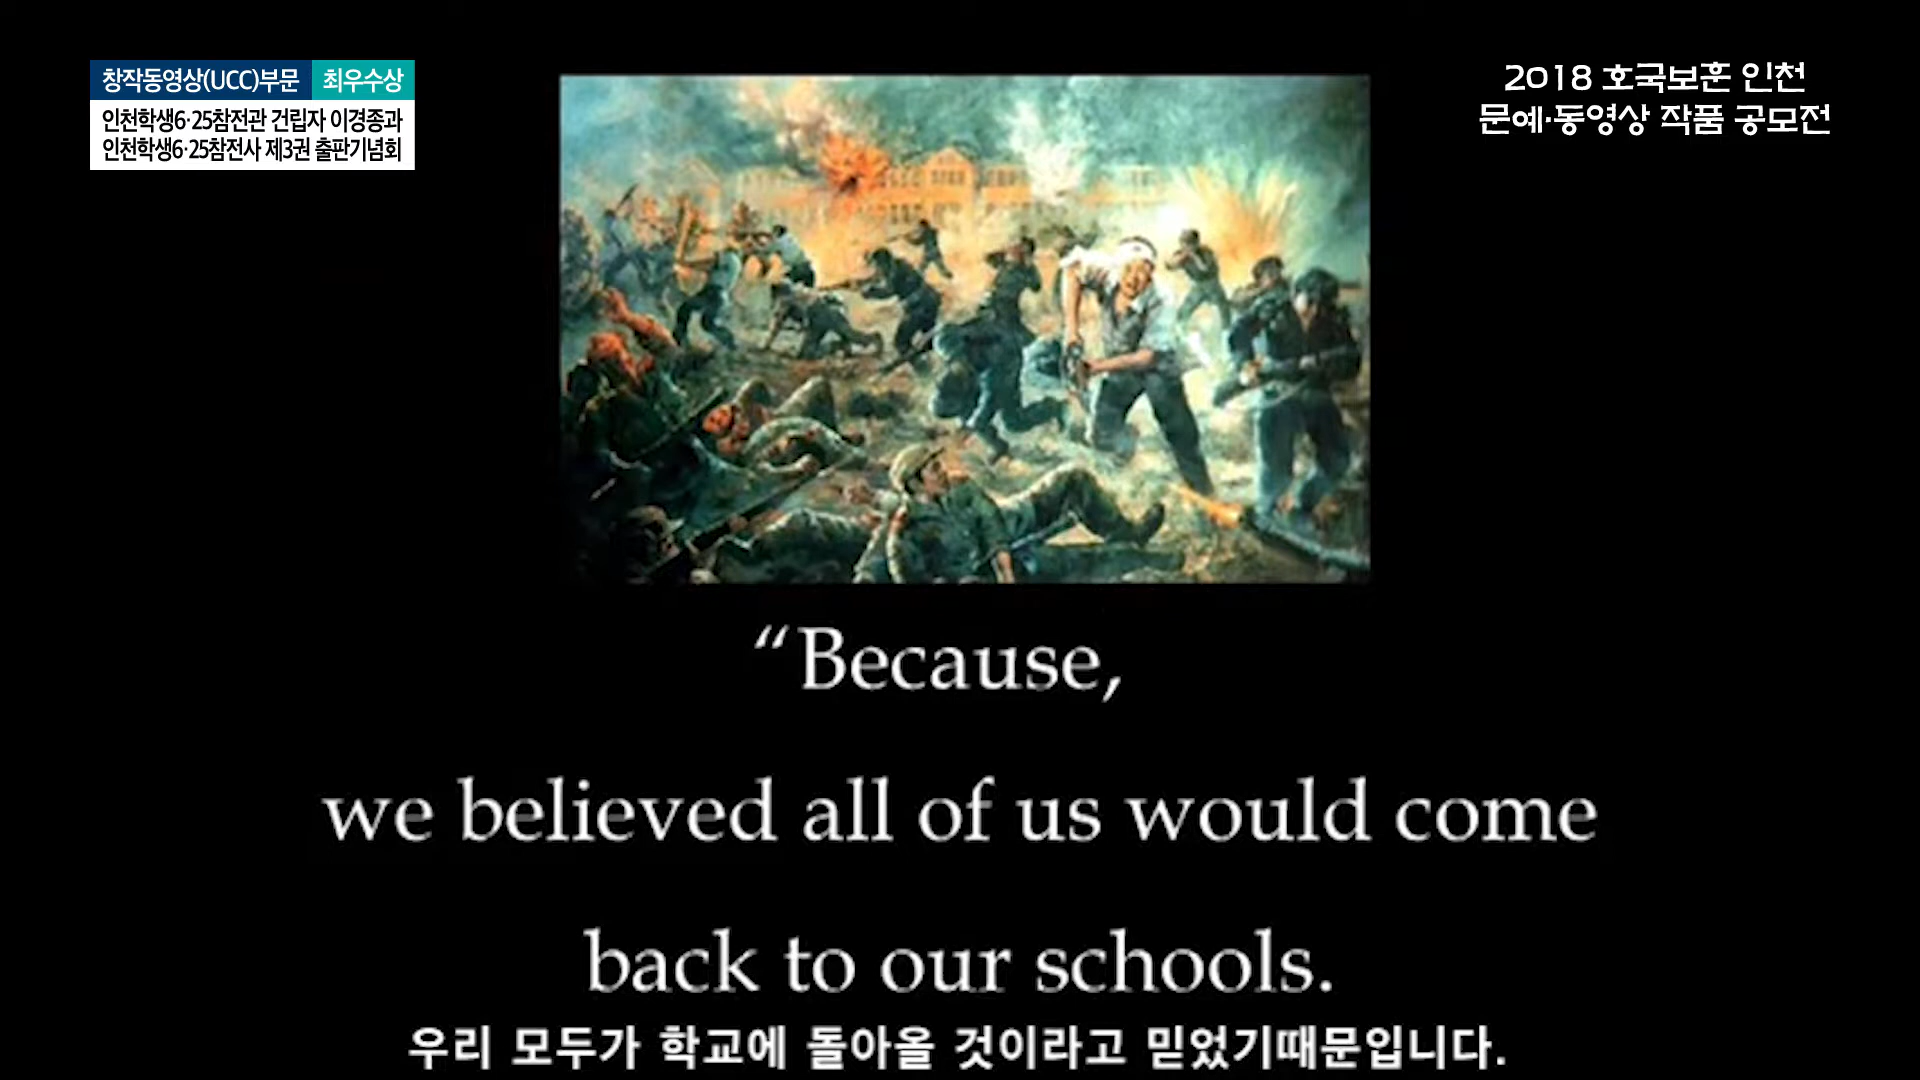 창작동영상(UCC)부문 최우수상
인천학생6·25참전관 건립자 이경종과
인천학생6·25참전사 제3권 출판기념회
2018 호국보훈 인천
문예·동영상 작품 공모전
“Because,
we believed all of us would come
back to our schools.
우리 모두가 학교에 돌아올 것이라고 믿었기때문입니다.